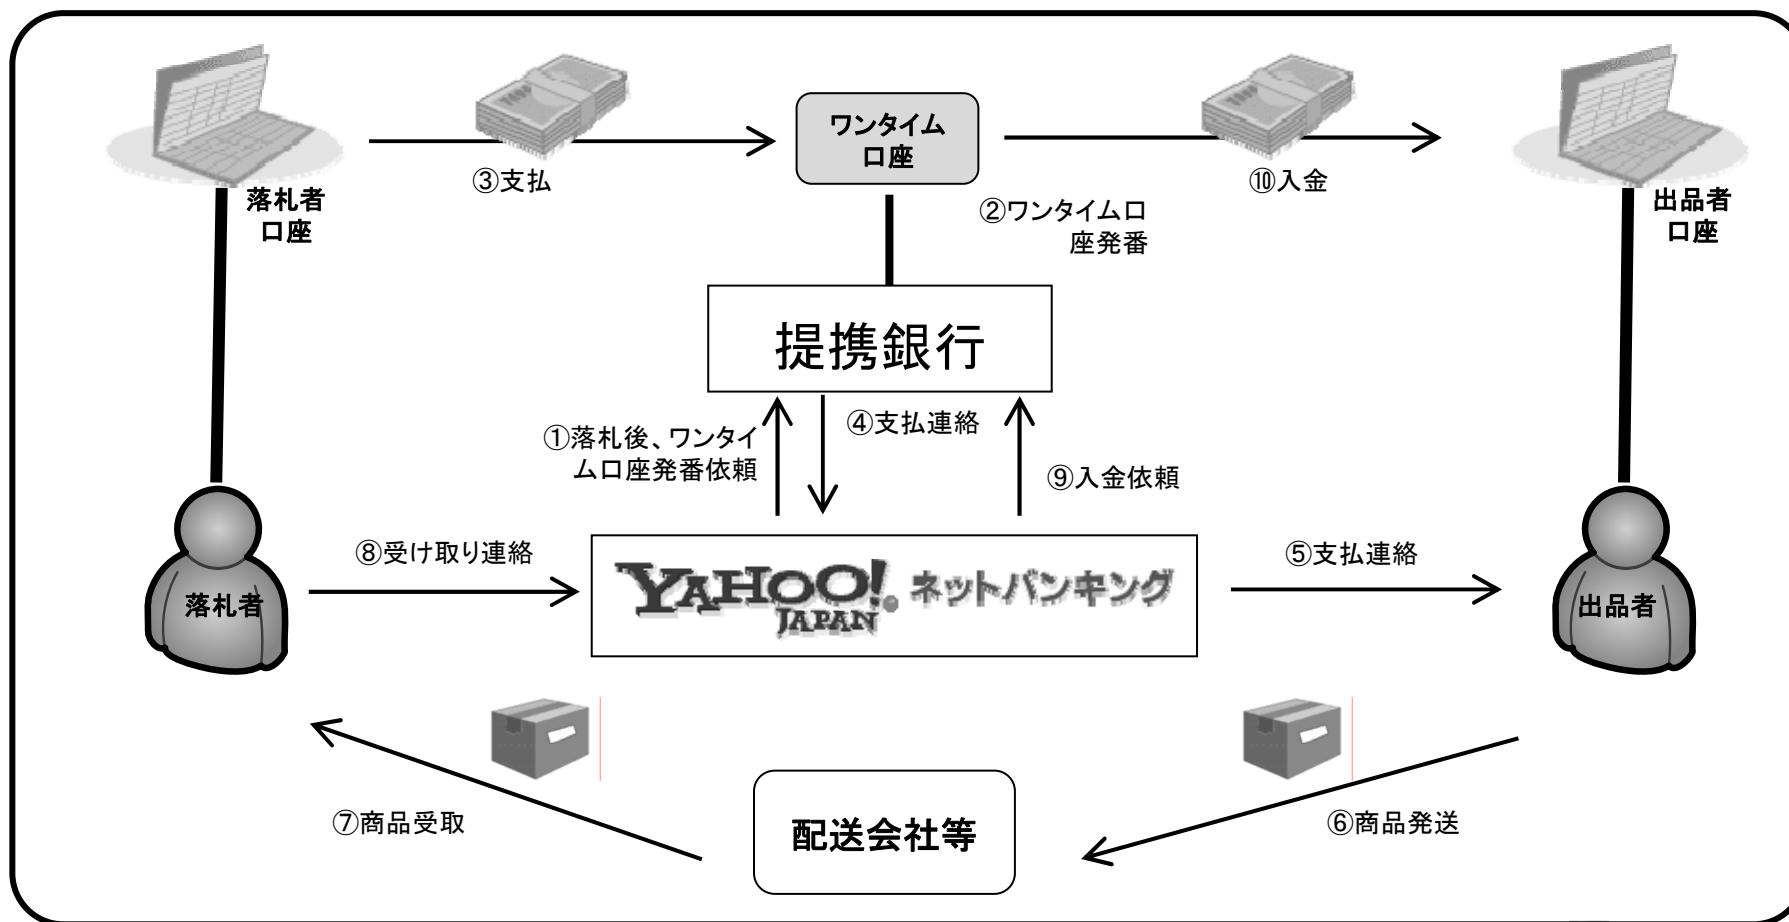 ワンタイム
口座
③支払
⑩入金
落札者
口座
②ワンタイム口
座発番
出品者
口座
提携銀行
①落札後、ワンタイ
ム口座発番依頼
④支払連絡
⑨入金依頼
⑧受け取り連絡
YAHOO!
JAPAN
ネットバンキング
⑤支払連絡
落札者
出品者
⑦商品受取
配送会社等
⑥商品発送